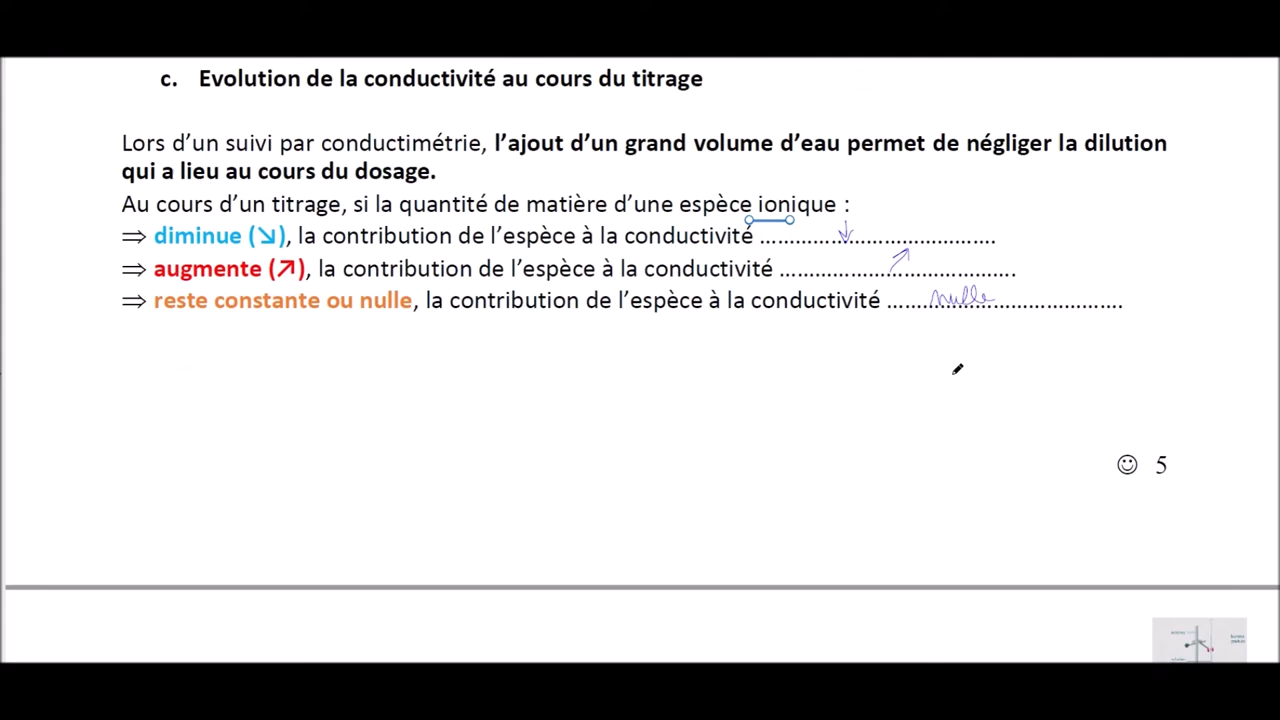 c. Evolution de la conductivité au cours du titrage
Lors d’un suivi par conductimétrie, l’ajout d’un grand volume d’eau permet de négliger la dilution
qui a lieu au cours du dosage.
Au cours d’un titrage, si la quantité de matière d’une espèce ionique :
⇒ diminue (↘), la contribution de l’espèce à la conductivité ........↓........
⇒ augmente (↗), la contribution de l’espèce à la conductivité ........↗........
⇒ reste constante ou nulle, la contribution de l’espèce à la conductivité ........nulle........
☺ 5